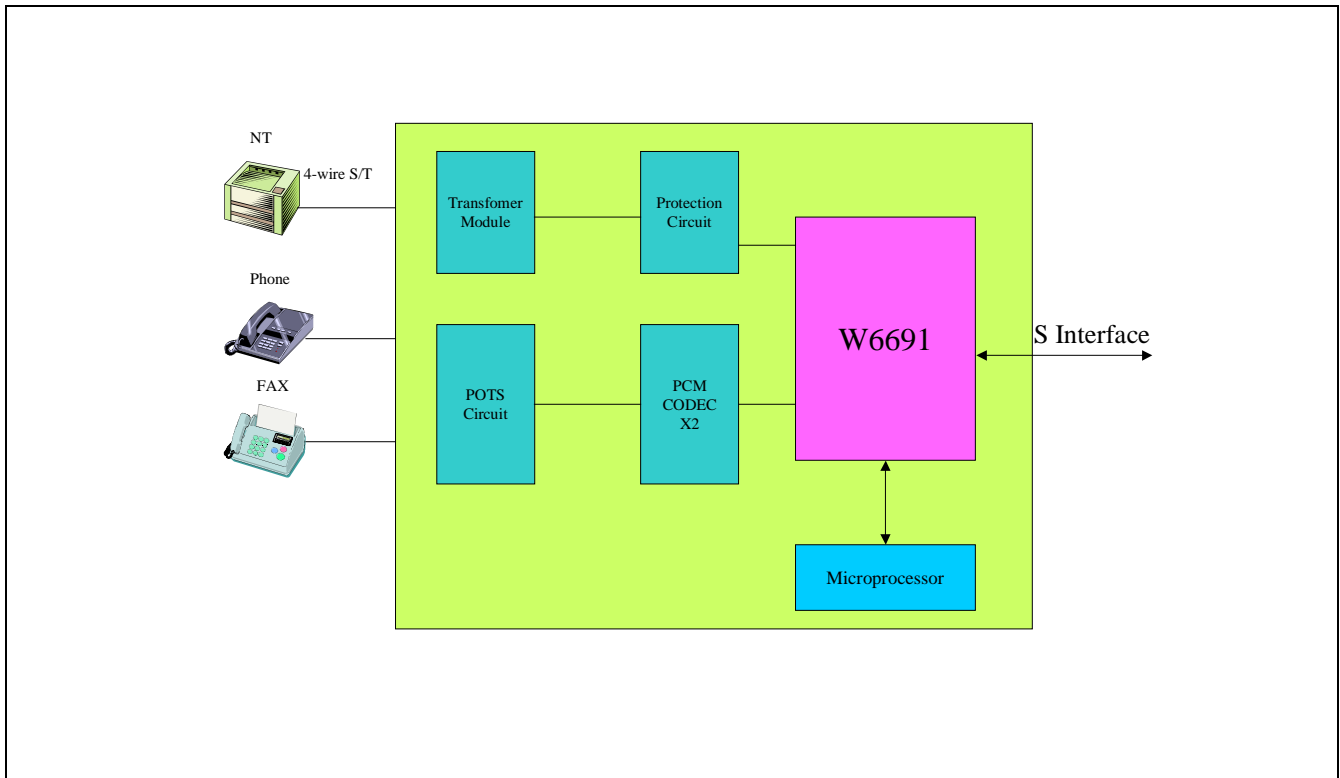 NT
4-wire S/T
Transfomer
Module
Protection
Circuit
Phone
W6691
S Interface
FAX
POTS
Circuit
PCM
CODEC
X2
Microprocessor